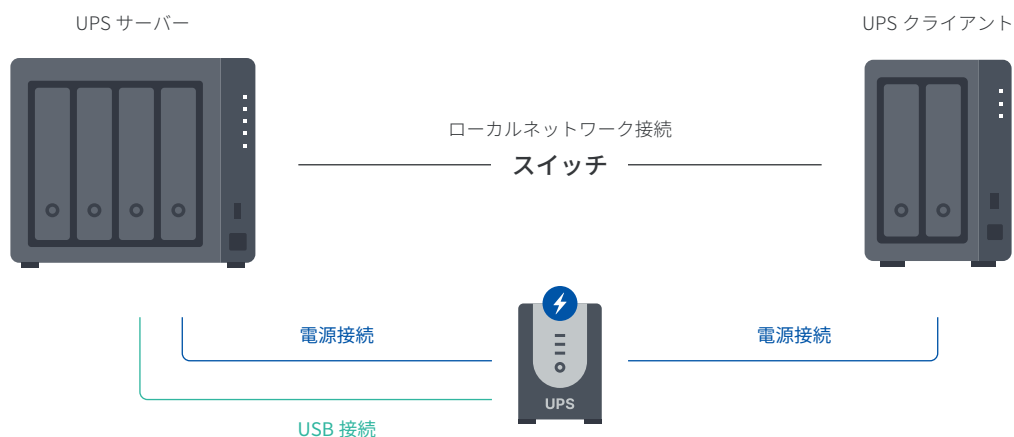 UPS サーバー
UPS クライアント
ローカルネットワーク接続
スイッチ
電源接続
電源接続
UPS
USB 接続